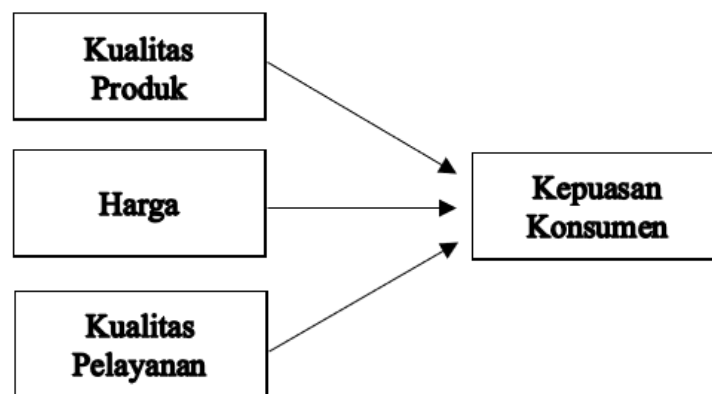 Kualitas
Produk
Harga
Kualitas
Pelayanan
Kepuasan
Konsumen